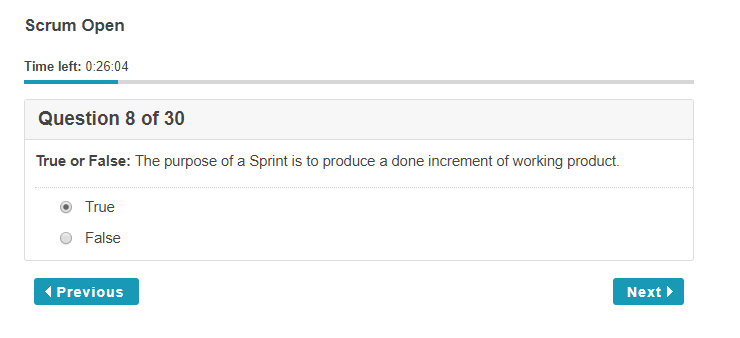 Scrum Open
Time left: 0:26:04
Question 8 of 30
True or False: The purpose of a Sprint is to produce a done increment of working product.
True
False
Previous
Next